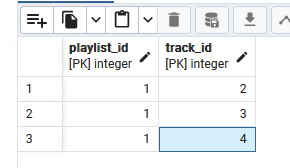 playlist_id track_id
[PK] integer [PK] integer
1 1 2
2 1 3
3 1 4